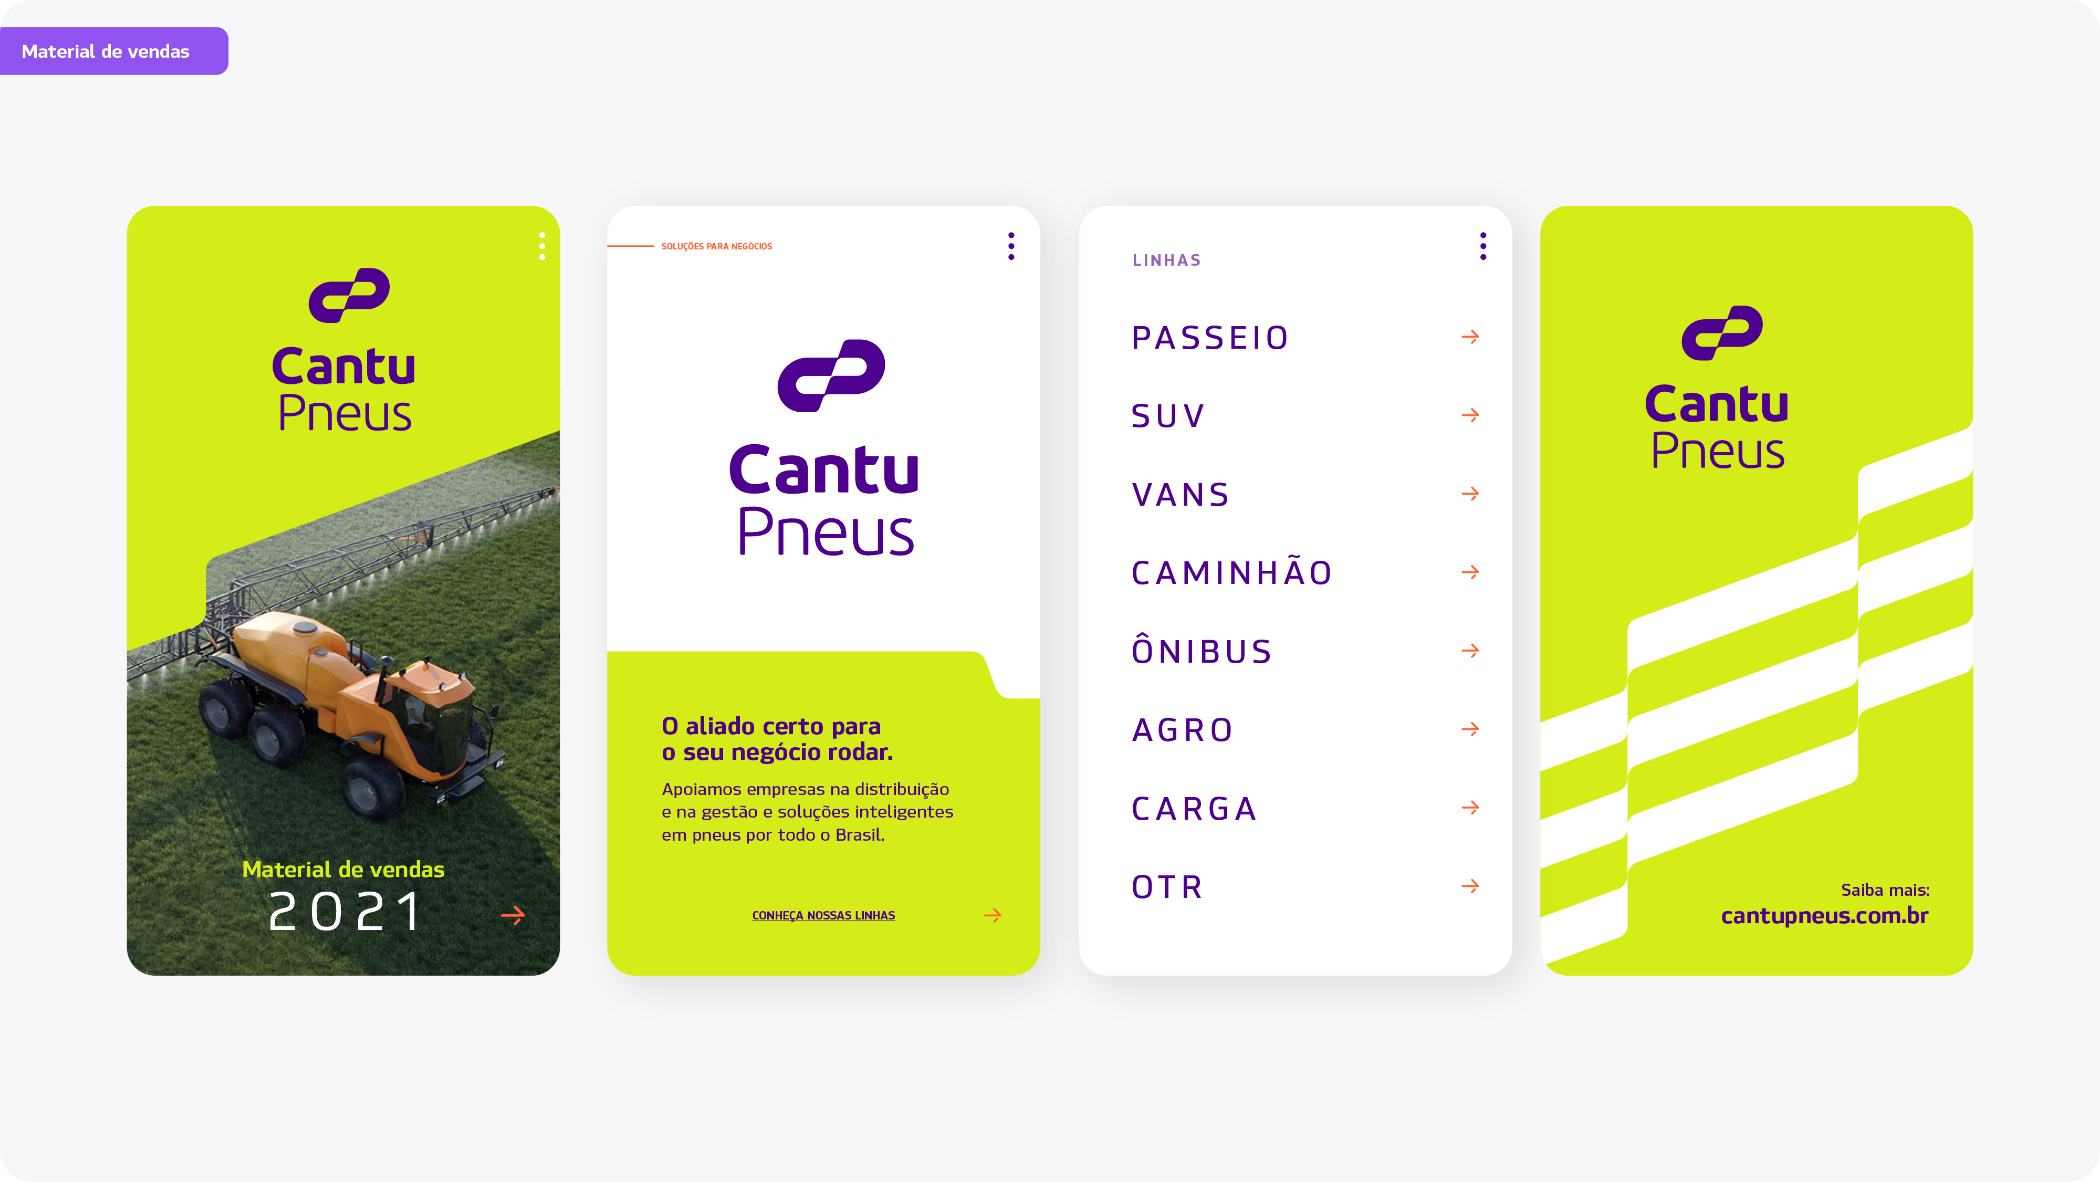 Material de vendas
Cantu
Pneus
Material de vendas
2021
SOLUÇÕES PARA NEGÓCIOS
Cantu
Pneus
O aliado certo para
o seu negócio rodar.
Apoiamos empresas na distribuição
e na gestão e soluções inteligentes
em pneus por todo o Brasil.
CONHEÇA NOSSAS LINHAS
LINHAS
PASSEIO
SUV
VANS
CAMINHÃO
ÔNIBUS
AGRO
CARGA
OTR
Cantu
Pneus
Saiba mais:
cantupneus.com.br